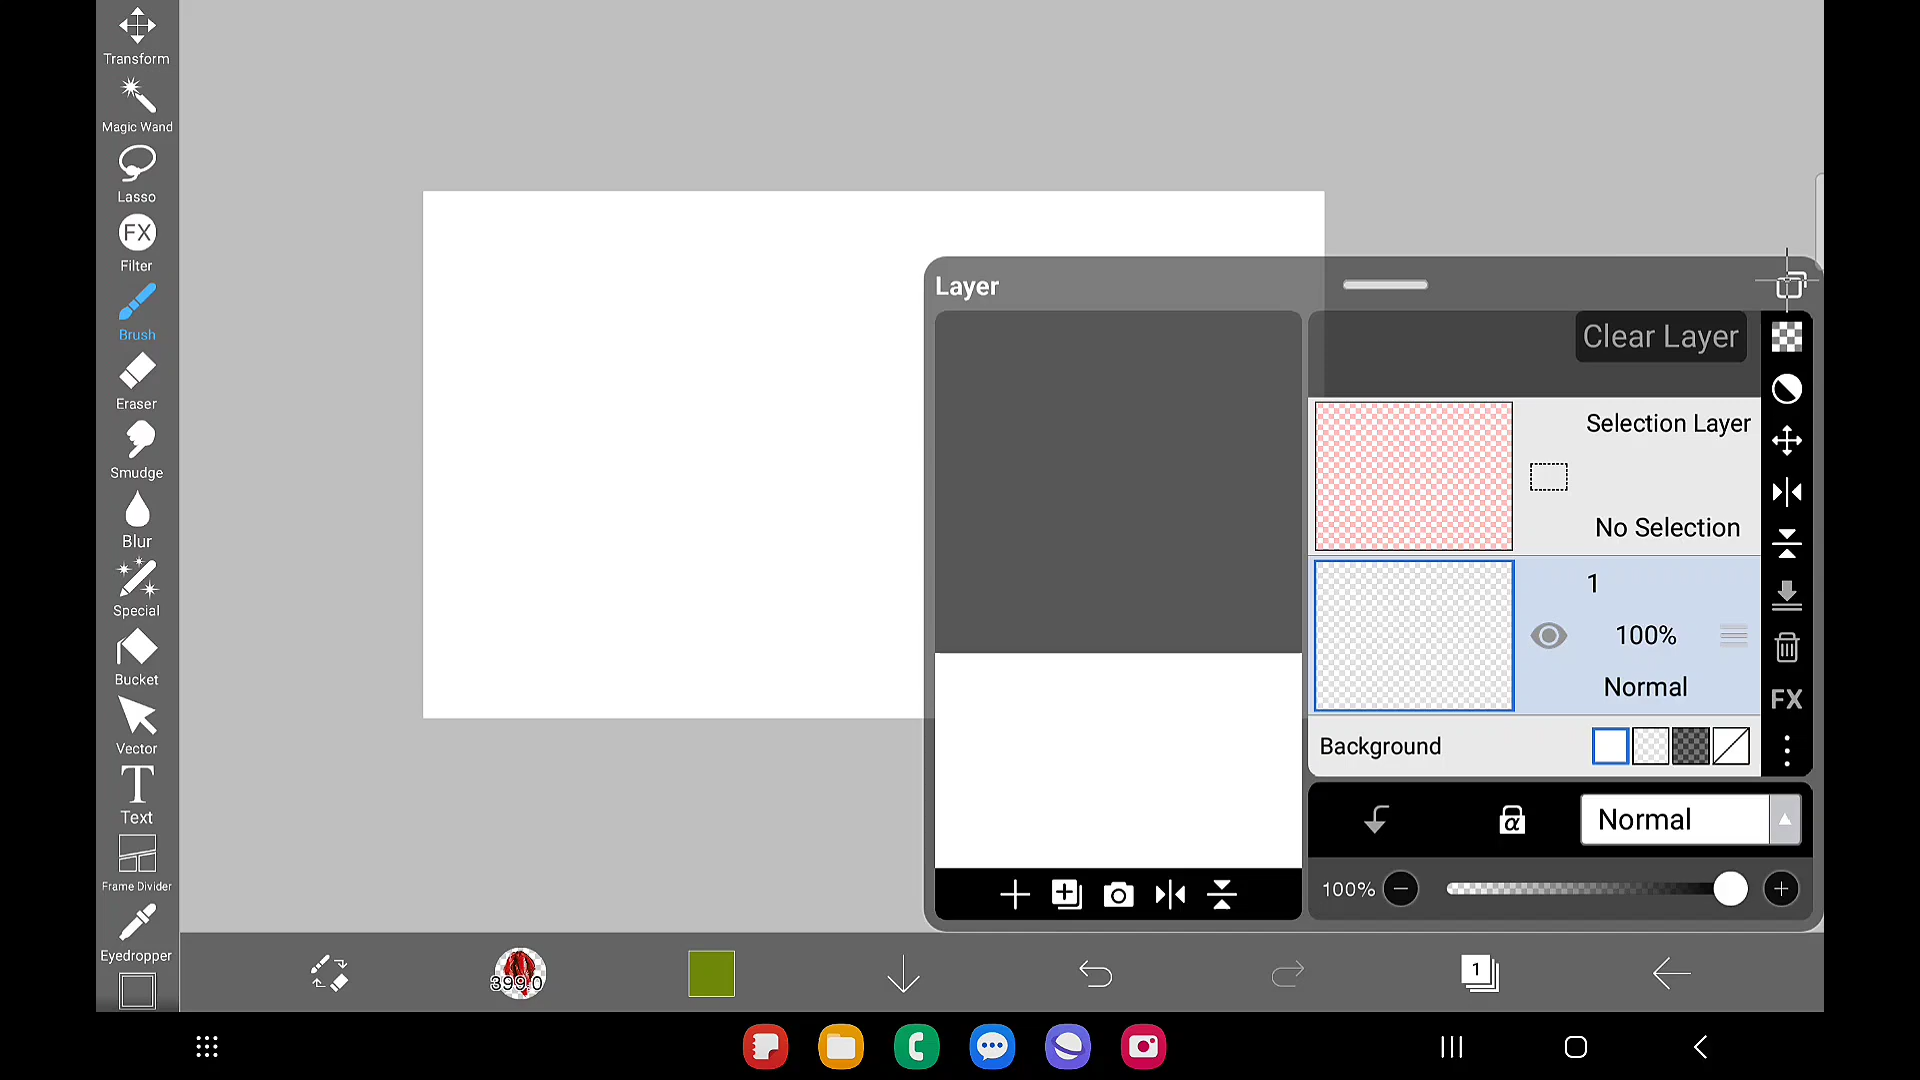 Transform
Magic Wand
Lasso
FX
Filter
Brush
Eraser
Smudge
Blur
Special
Bucket
Vector
T
Text
Frame Divider
Eyedropper
Layer
Clear Layer
Selection Layer
No Selection
1
100%
Normal
FX
Background
α
Normal
100%
399.0
1